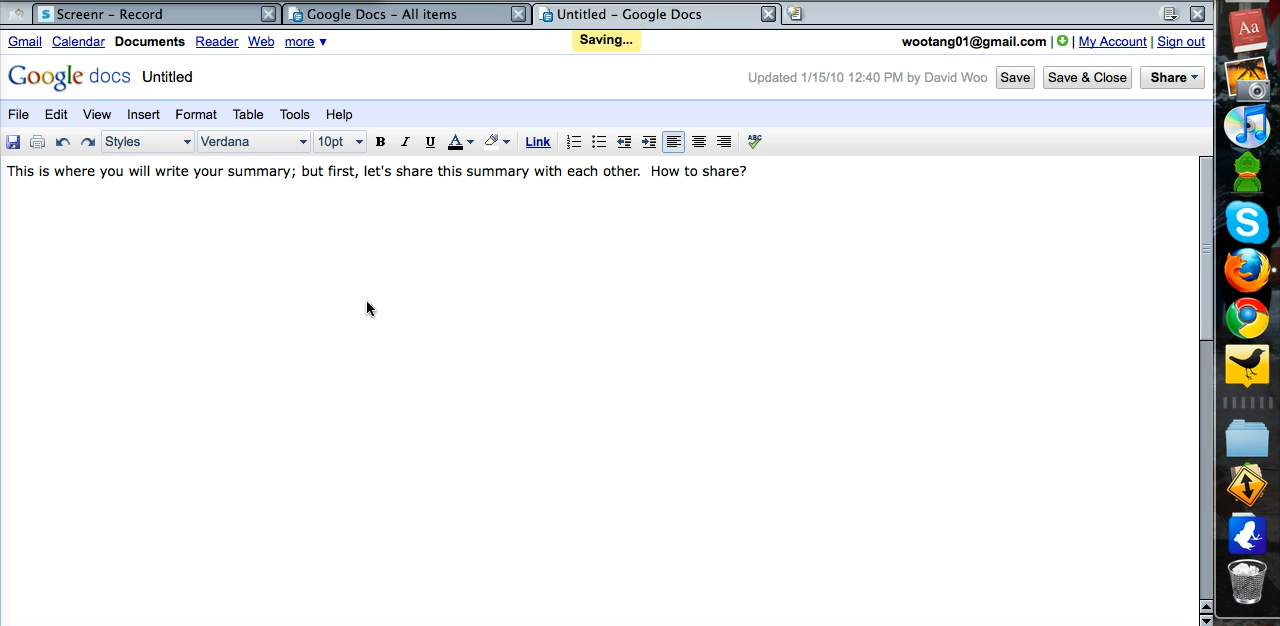 Screenr - Record
Google Docs - All items
Untitled - Google Docs
Gmail Calendar Documents Reader Web more ▼
Saving...
wootang01@gmail.com | | My Account | Sign out
Google docs Untitled
Updated 1/15/10 12:40 PM by David Woo Save Save & Close Share
File Edit View Insert Format Table Tools Help
Styles Verdana 10pt B I U A Link ABC
This is where you will write your summary; but first, let's share this summary with each other. How to share?
Aa
S